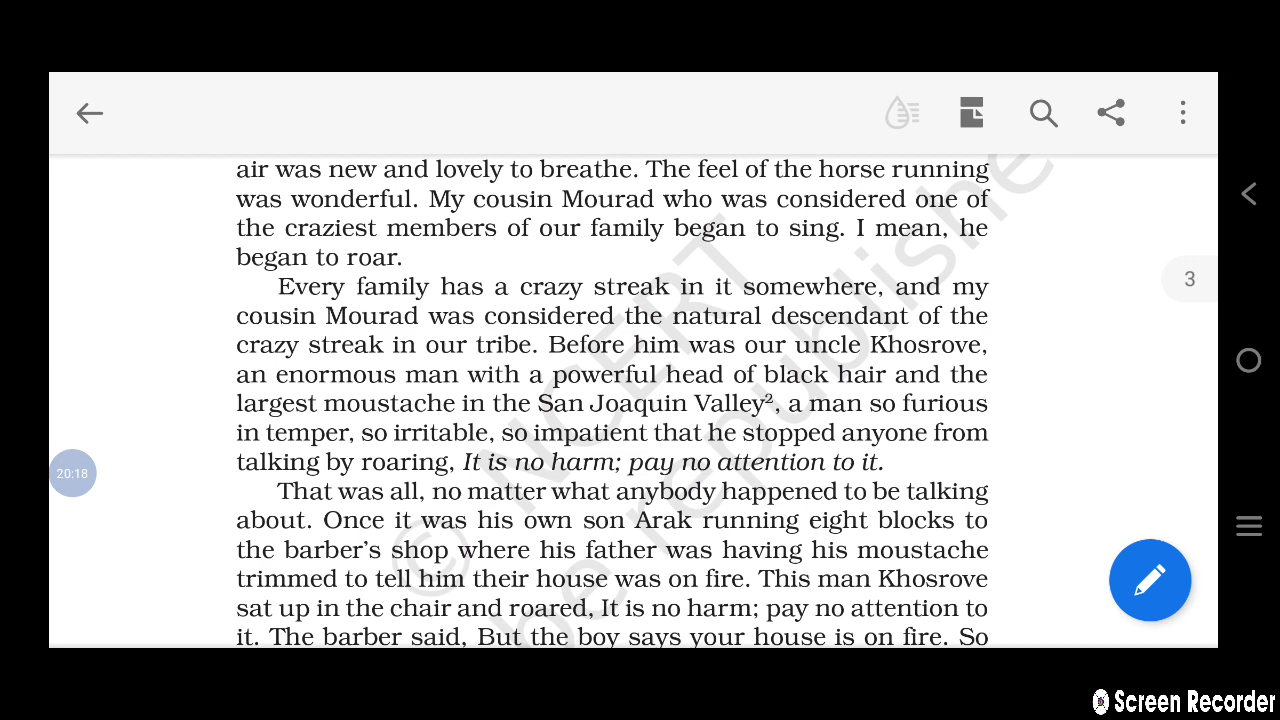 air was new and lovely to breathe. The feel of the horse running
was wonderful. My cousin Mourad who was considered one of
the craziest members of our family began to sing. I mean, he
began to roar.
Every family has a crazy streak in it somewhere, and my
cousin Mourad was considered the natural descendant of the
crazy streak in our tribe. Before him was our uncle Khosrove,
an enormous man with a powerful head of black hair and the
largest moustache in the San Joaquin Valley², a man so furious
in temper, so irritable, so impatient that he stopped anyone from
talking by roaring, It is no harm; pay no attention to it.
That was all, no matter what anybody happened to be talking
about. Once it was his own son Arak running eight blocks to
the barber's shop where his father was having his moustache
trimmed to tell him their house was on fire. This man Khosrove
sat up in the chair and roared, It is no harm; pay no attention to
it. The barber said, But the boy says your house is on fire. So
© NCERT
be republishe
3
20:18
Screen Recorder